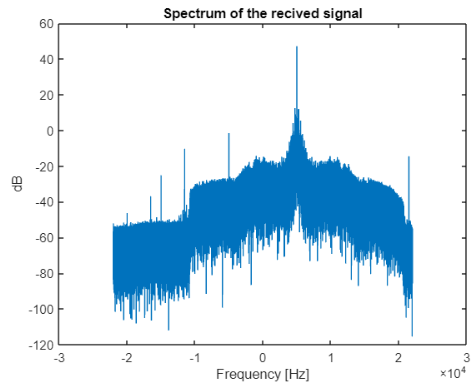 Spectrum of the recived signal
60
40
20
0
-20
-40
-60
-80
-100
-120
dB
-3 -2 -1 0 1 2 3
Frequency [Hz] ×10⁴